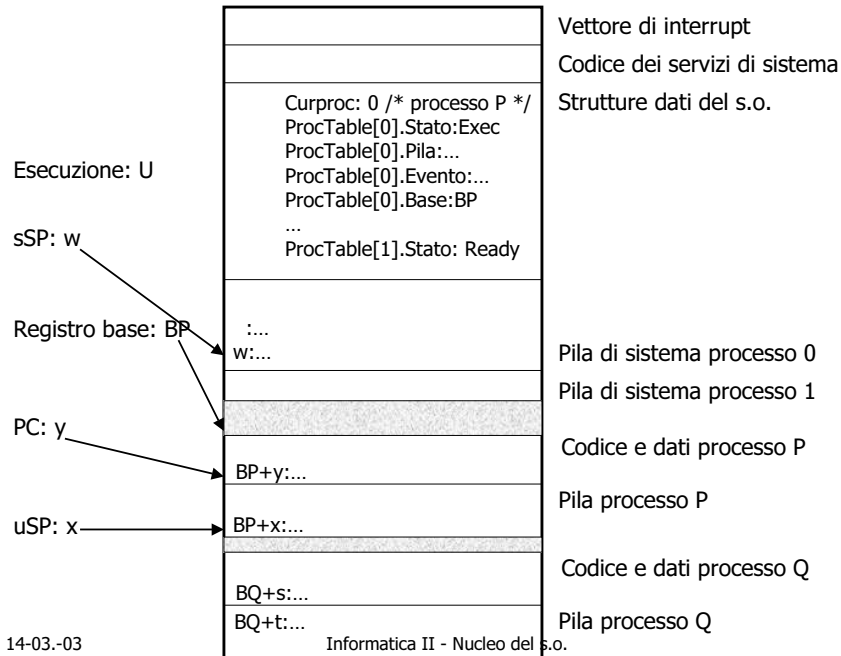 Vettore di interrupt
Codice dei servizi di sistema
Curproc: 0 /* processo P */
Strutture dati del s.o.
ProcTable[0].Stato:Exec
ProcTable[0].Pila:...
Esecuzione: U
ProcTable[0].Evento:...
ProcTable[0].Base:BP
...
sSP: w
ProcTable[1].Stato: Ready
Registro base: BP
:...
w:...
Pila di sistema processo 0
Pila di sistema processo 1
PC: y
Codice e dati processo P
BP+y:...
Pila processo P
uSP: x
BP+x:...
Codice e dati processo Q
BQ+s:...
BQ+t:...
Pila processo Q
14-03.-03
Informatica II - Nucleo del s.o.